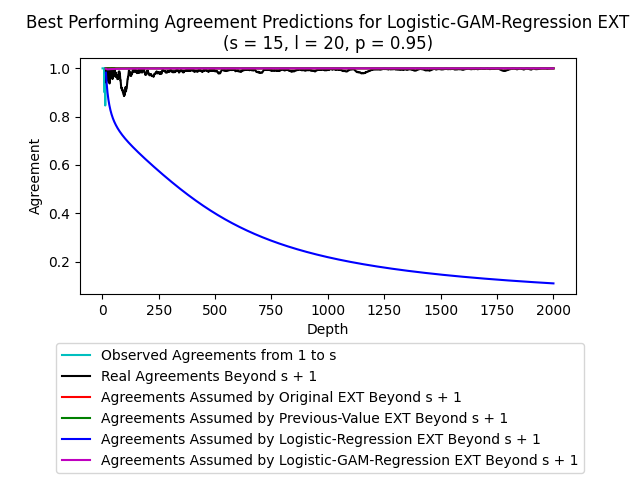 Best Performing Agreement Predictions for Logistic-GAM-Regression EXT
(s = 15, l = 20, p = 0.95)
1.0
0.8
0.6
0.4
0.2
Agreement
0 250 500 750 1000 1250 1500 1750 2000
Depth
Observed Agreements from 1 to s
Real Agreements Beyond s + 1
Agreements Assumed by Original EXT Beyond s + 1
Agreements Assumed by Previous-Value EXT Beyond s + 1
Agreements Assumed by Logistic-Regression EXT Beyond s + 1
Agreements Assumed by Logistic-GAM-Regression EXT Beyond s + 1